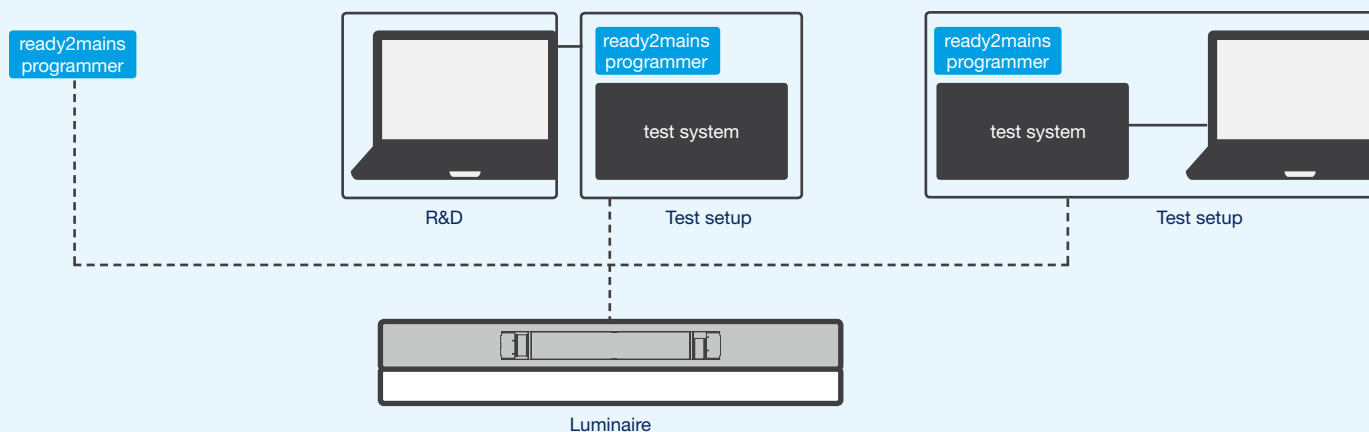 ready2mains
programmer
ready2mains
programmer
test system
R&D
Test setup
ready2mains
programmer
test system
Test setup
Luminaire